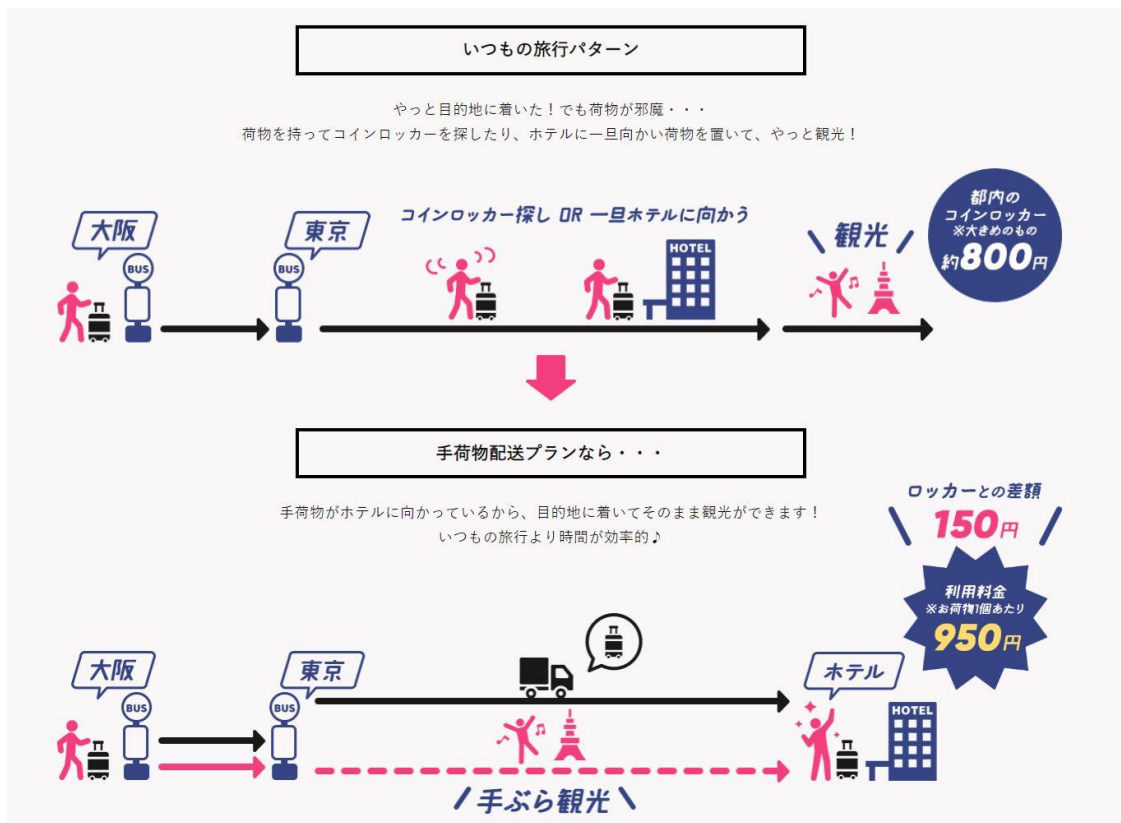 いつもの旅行パターン
やっと目的地に着いた！でも荷物が邪魔・・・
荷物を持ってコインロッカーを探したり、ホテルに一旦向かい荷物を置いて、やっと観光！
大阪
BUS
東京
BUS
コインロッカー探し OR 一旦ホテルに向かう
HOTEL
観光
都内の
コインロッカー
※大きめのもの
約800円
手荷物配送プランなら・・・
手荷物がホテルに向かっているから、目的地に着いてそのまま観光ができます！
いつもの旅行より時間が効率的♪
ロッカーとの差額
150円
利用料金
※お荷物1個あたり
950円
大阪
BUS
東京
BUS
ホテル
HOTEL
手ぶら観光